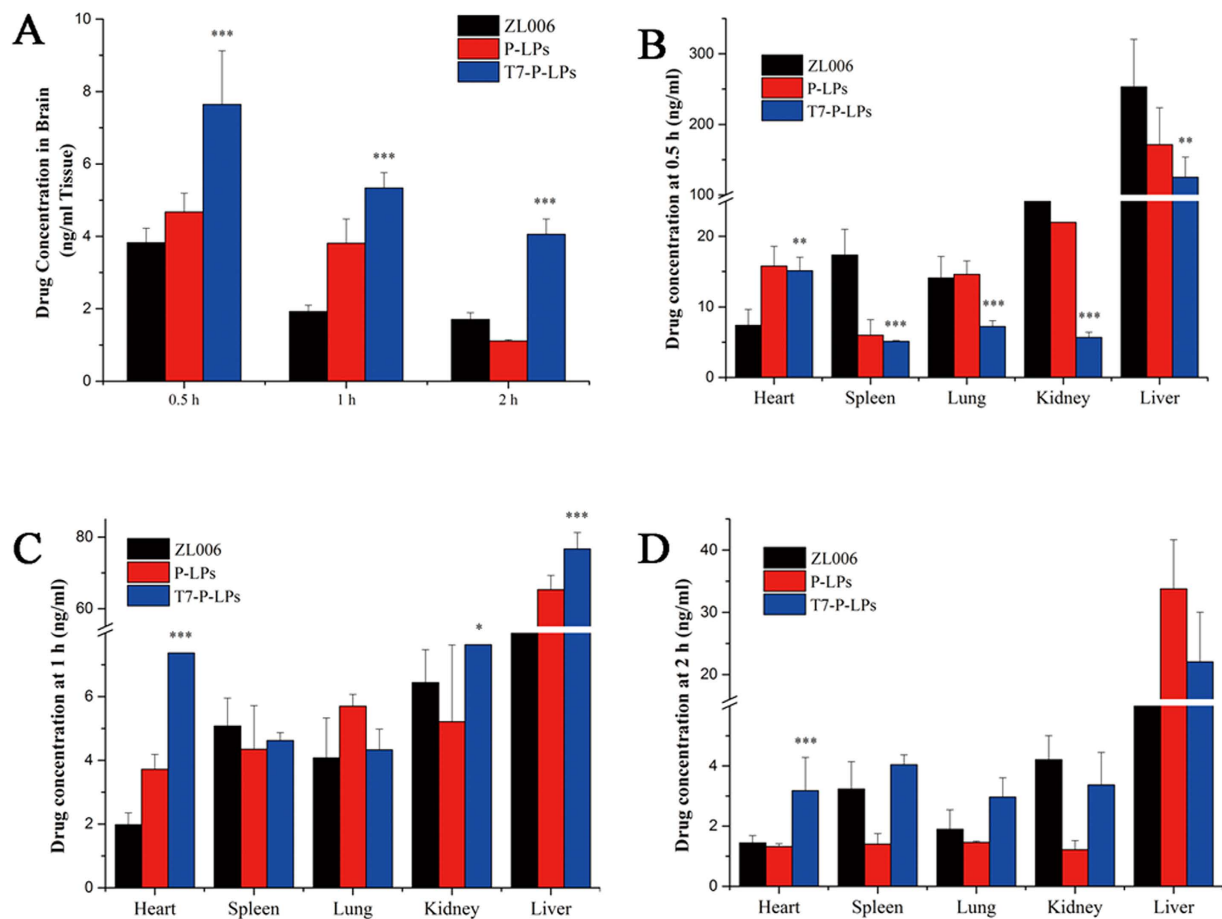 A
Drug Concentration in Brain
(ng/ml Tissue)
10
8
6
4
2
0
ZL006
P-LPs
T7-P-LPs
***
***
***
0.5 h
1 h
2 h
B
Drug concentration at 0.5 h (ng/ml)
300
250
200
150
100
20
15
10
5
0
ZL006
P-LPs
T7-P-LPs
**
***
***
***
**
Heart
Spleen
Lung
Kidney
Liver
C
Drug concentration at 1 h (ng/ml)
80
60
6
4
2
0
ZL006
P-LPs
T7-P-LPs
***
*
***
Heart
Spleen
Lung
Kidney
Liver
D
Drug concentration at 2 h (ng/ml)
40
30
20
4
2
0
ZL006
P-LPs
T7-P-LPs
***
Heart
Spleen
Lung
Kidney
Liver